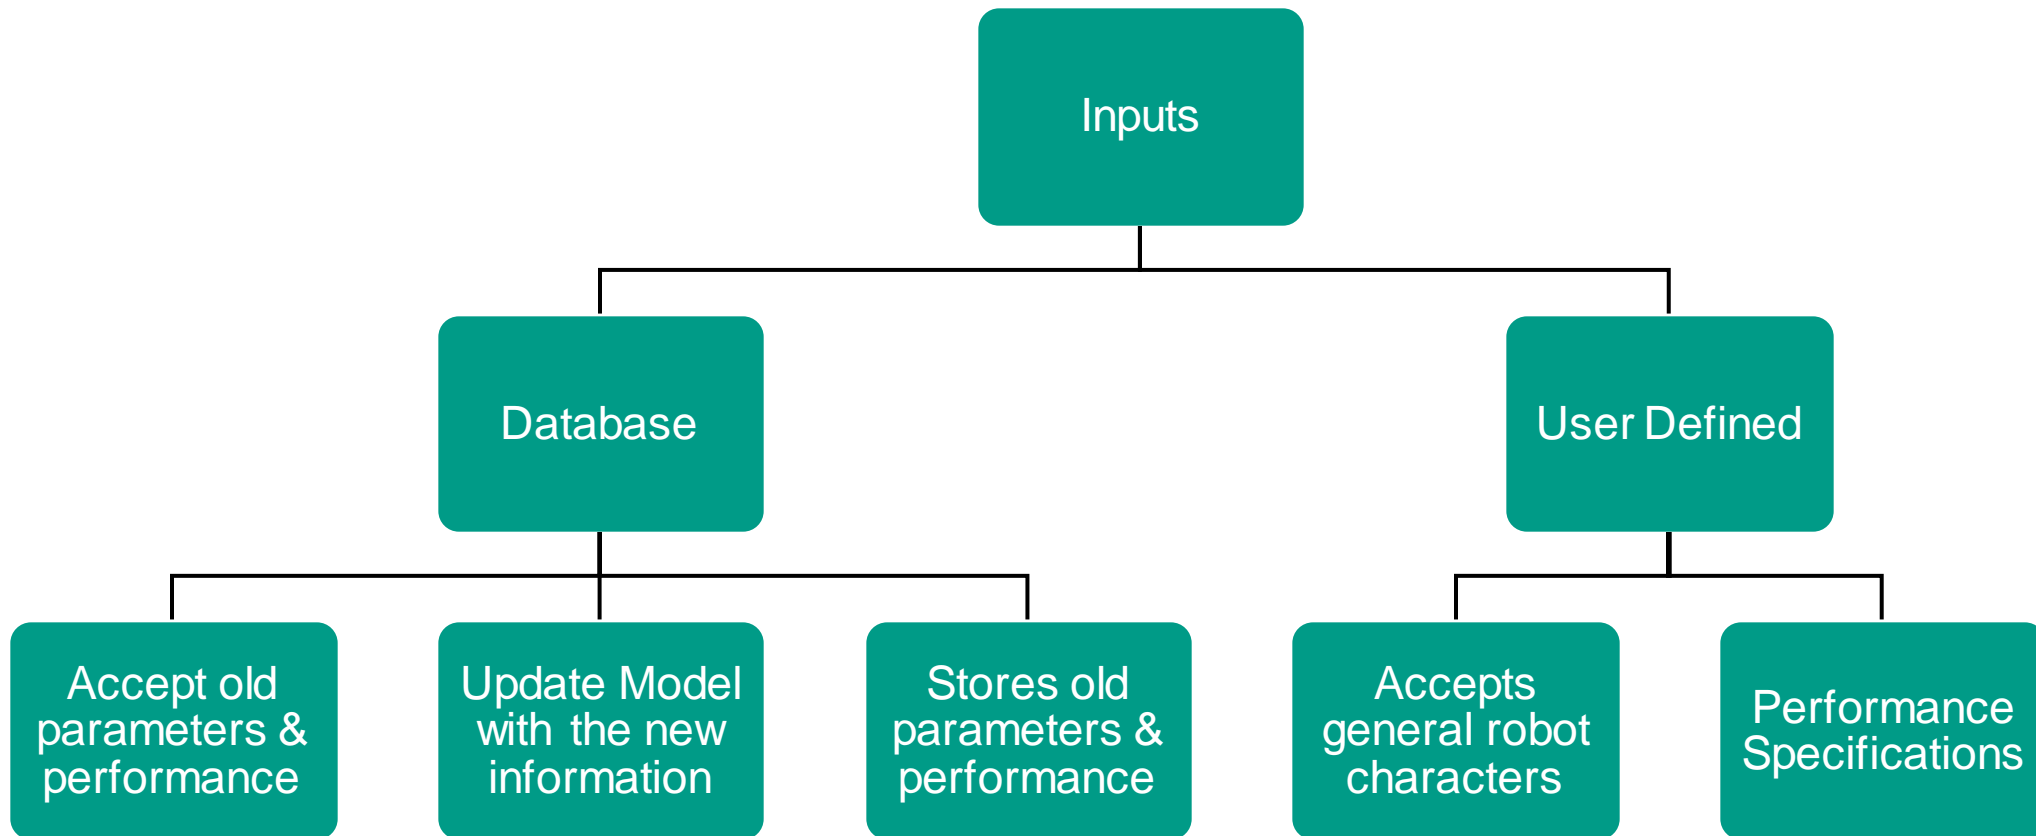 Inputs
Database
User Defined
Accept old
parameters &
performance
Update Model
with the new
information
Stores old
parameters &
performance
Accepts
general robot
characters
Performance
Specifications